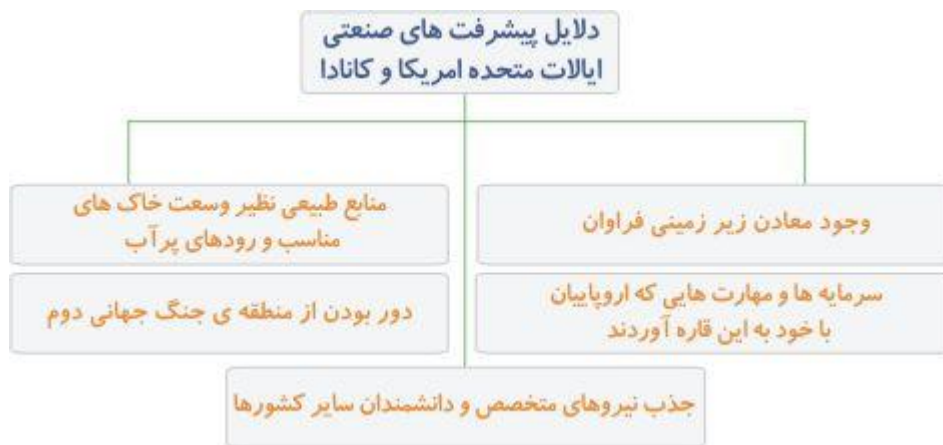 دلایل پیشرفت های صنعتی
ایالات متحده امریکا و کانادا
وجود معادن زیر زمینی فراوان
منابع طبیعی نظیر وسعت خاک های
مناسب و رودهای پرآب
سرمایه ها و مهارت هایی که اروپاییان
با خود به این قاره آوردند
دور بودن از منطقه ی جنگ جهانی دوم
جذب نیروهای متخصص و دانشمندان سایر کشورها